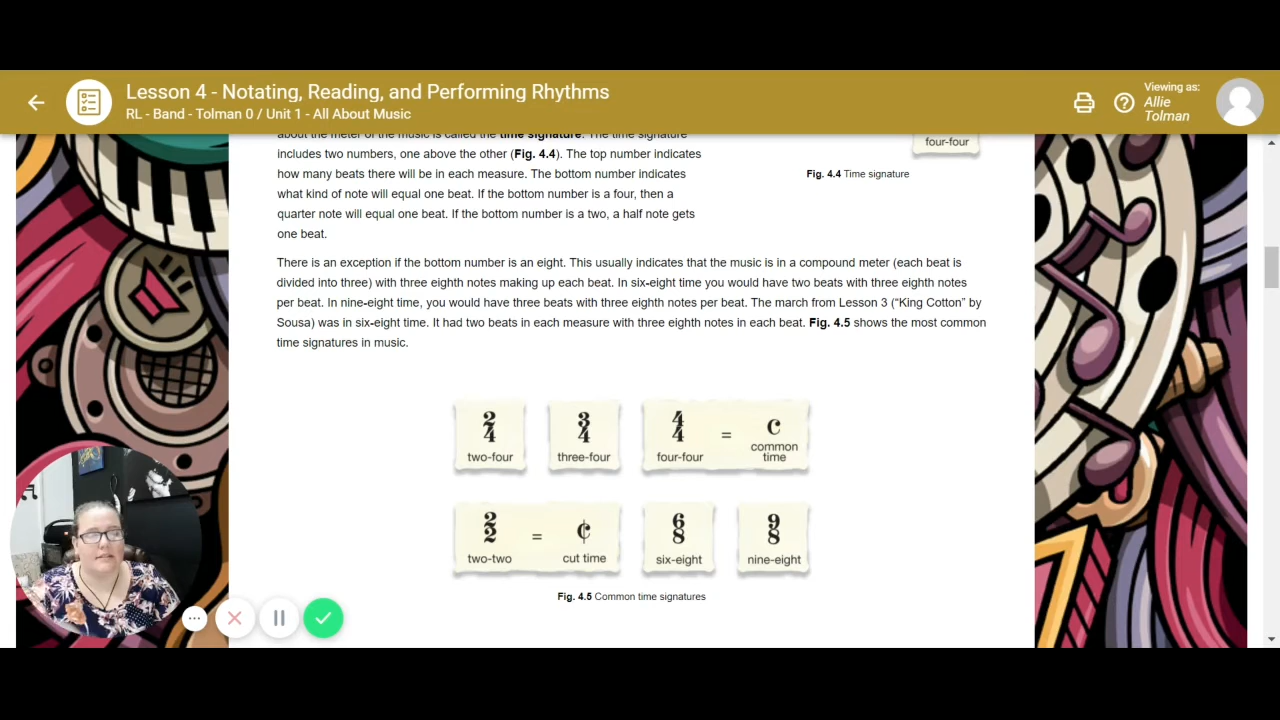 Lesson 4 - Notating, Reading, and Performing Rhythms
RL - Band - Tolman 0 / Unit 1 - All About Music
Viewing as:
Allie
Tolman
about the meter of the music is called the time signature. The time signature
includes two numbers, one above the other (Fig. 4.4). The top number indicates
how many beats there will be in each measure. The bottom number indicates
what kind of note will equal one beat. If the bottom number is a four, then a
quarter note will equal one beat. If the bottom number is a two, a half note gets
one beat.
four-four
Fig. 4.4 Time signature
There is an exception if the bottom number is an eight. This usually indicates that the music is in a compound meter (each beat is
divided into three) with three eighth notes making up each beat. In six-eight time you would have two beats with three eighth notes
per beat. In nine-eight time, you would have three beats with three eighth notes per beat. The march from Lesson 3 (“King Cotton” by
Sousa) was in six-eight time. It had two beats in each measure with three eighth notes in each beat. Fig. 4.5 shows the most common
time signatures in music.
2 3 4
4 4 4 = c
two-four three-four four-four common
time
2 6 9
2 = ¢ 8 8
two-two cut time six-eight nine-eight
Fig. 4.5 Common time signatures